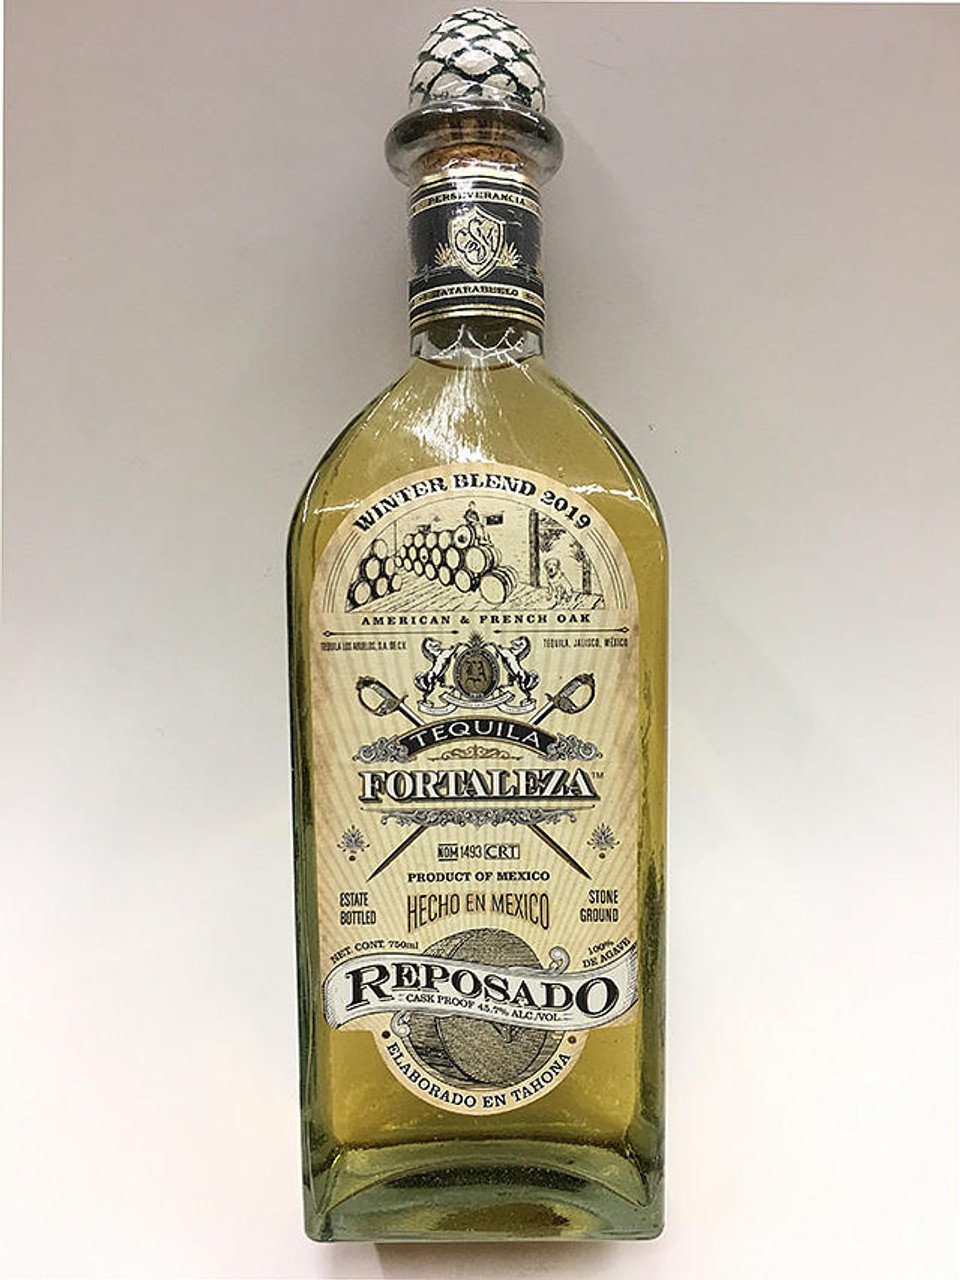 PERSEVERANCIA
TATARABUELO
WINTER BLEND 2019
AMERICAN & FRENCH OAK
TEQUILA LOS ABUELOS, S.A. DE C.V.
TEQUILA, JALISCO, MÉXICO
TEQUILA
FORTALEZA™
NOM 1493 CRT
PRODUCT OF MEXICO
HECHO EN MEXICO
ESTATE
BOTTLED
STONE
GROUND
NET. CONT. 750ml
100%
DE AGAVE
REPOSADO
CASK PROOF 45.7% ALC./VOL.
ELABORADO EN TAHONA